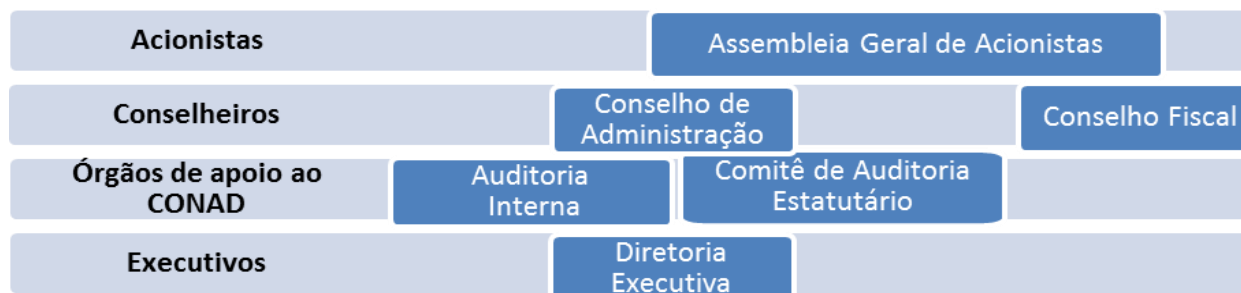 Acionistas
Assembleia Geral de Acionistas
Conselheiros
Conselho de
Administração
Conselho Fiscal
Órgãos de apoio ao
CONAD
Auditoria
Interna
Comitê de Auditoria
Estatutário
Executivos
Diretoria
Executiva